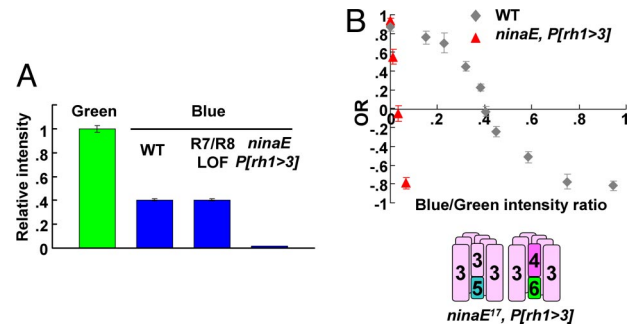 A
Relative intensity
1
.8
.6
.4
.2
0
Green
Blue
WT
R7/R8
LOF
ninaE
P[rh1>3]
B
WT
ninaE, P[rh1>3]
OR
1
.8
.6
.4
.2
0
-.2
-.4
-.6
-.8
-1
.2 .4 .6 .8 1
Blue/Green intensity ratio
3 3 3 3 4 3
5 6
ninaE¹⁷, P[rh1>3]